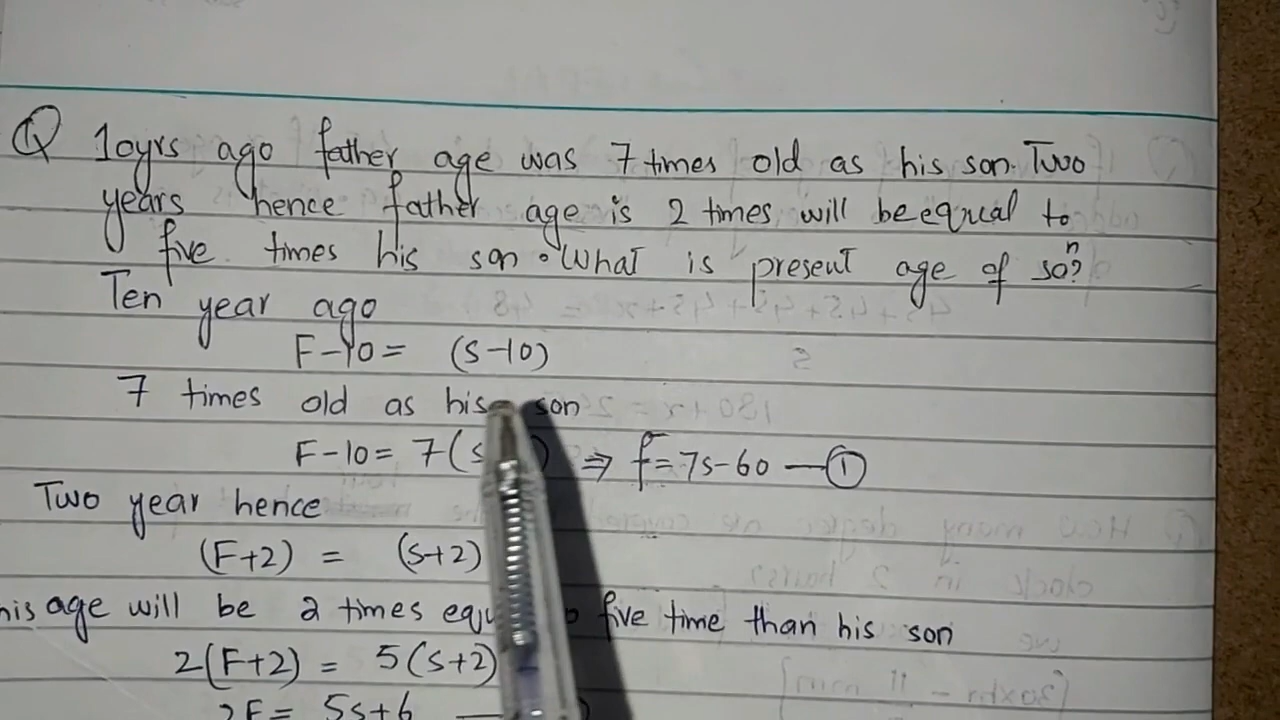 Q 10yrs ago father age was 7 times old as his son. Two
years hence father age is 2 times will be equal to
five times his son. What is present age of son?
Ten year ago
F-10 = (s-10)
7 times old as his son
F-10 = 7(s ) ⇒ f = 7s-60 — ①
Two year hence
(F+2) = (s+2)
his age will be 2 times five time than his son
2(F+2) = 5(s+2)
2F = 5s+6 —